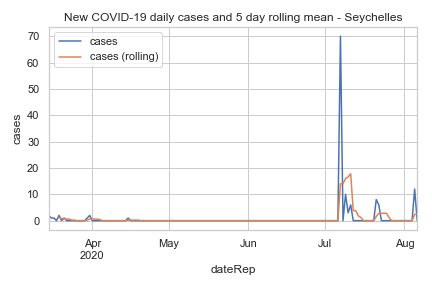 New COVID-19 daily cases and 5 day rolling mean - Seychelles
cases
cases (rolling)
70
60
50
40
30
20
10
0
cases
Apr
2020
May
Jun
Jul
Aug
dateRep